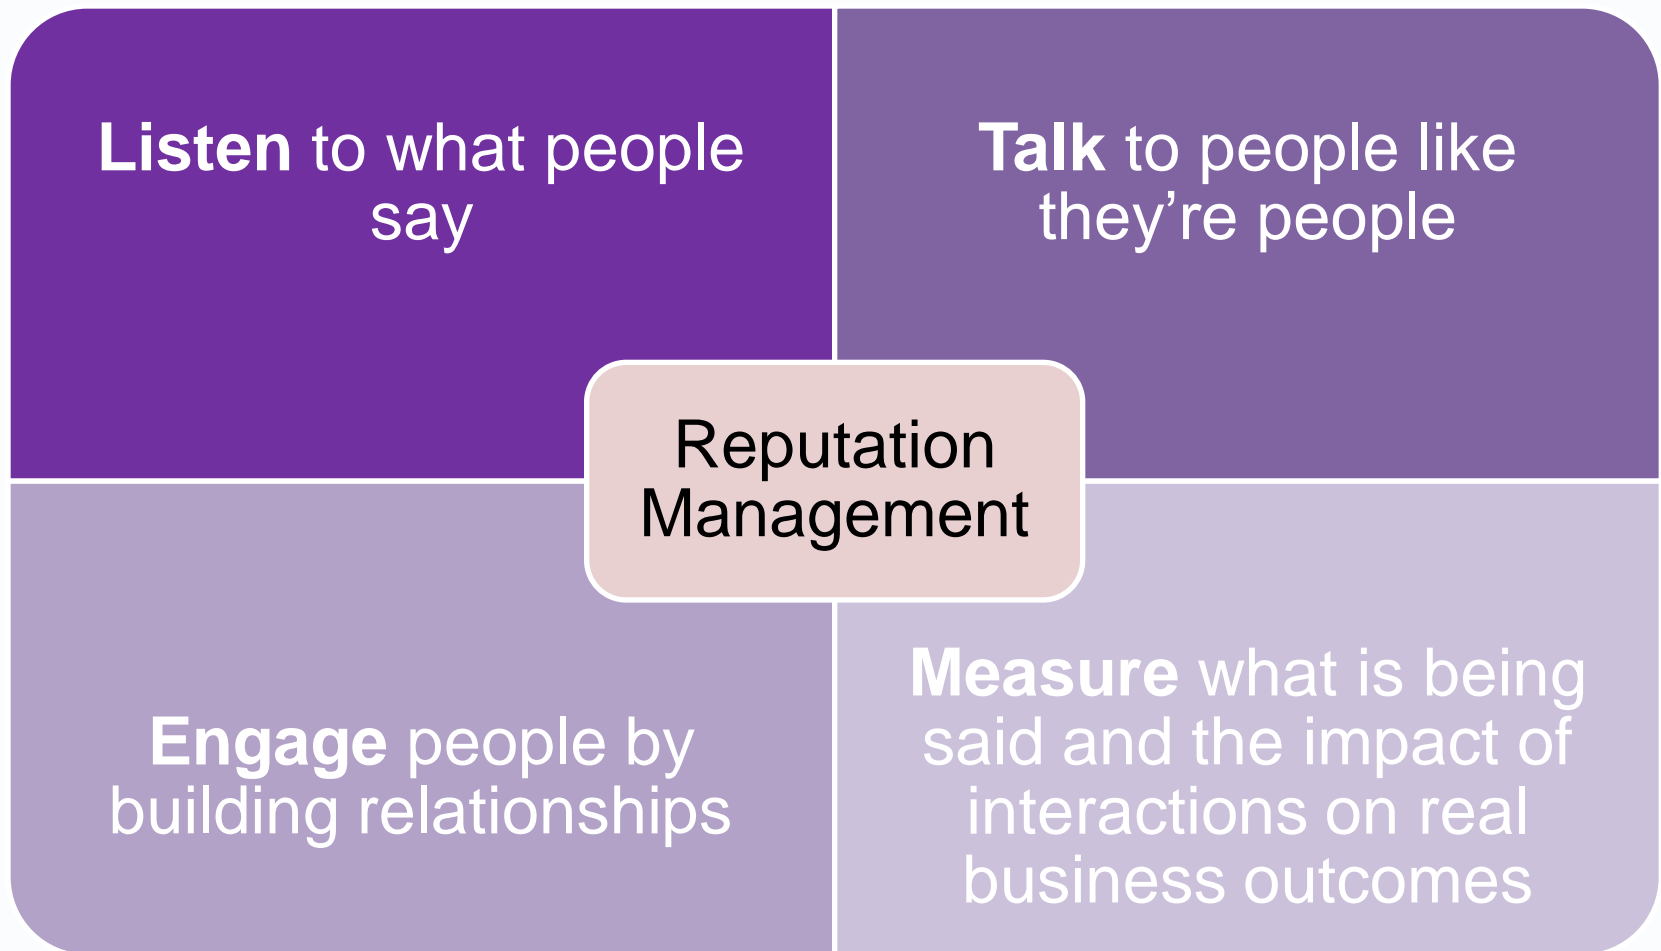 Listen to what people
say
Talk to people like
they’re people
Reputation
Management
Engage people by
building relationships
Measure what is being
said and the impact of
interactions on real
business outcomes